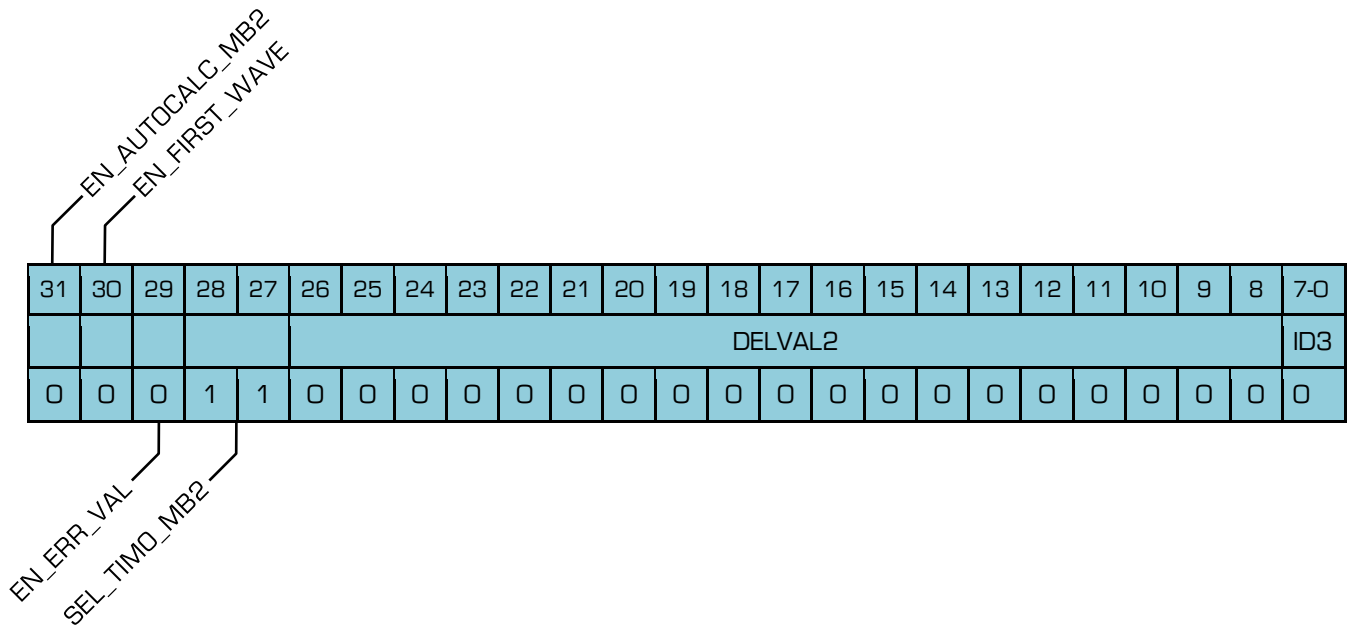 EN_AUTOCALC_MB2
EN_FIRST_WAVE
31 30 29 28 27 26 25 24 23 22 21 20 19 18 17 16 15 14 13 12 11 10 9 8 7-0
DELVAL2 ID3
0 0 0 1 1 0 0 0 0 0 0 0 0 0 0 0 0 0 0 0 0 0 0 0 0
EN_ERR_VAL
SEL_TIMO_MB2